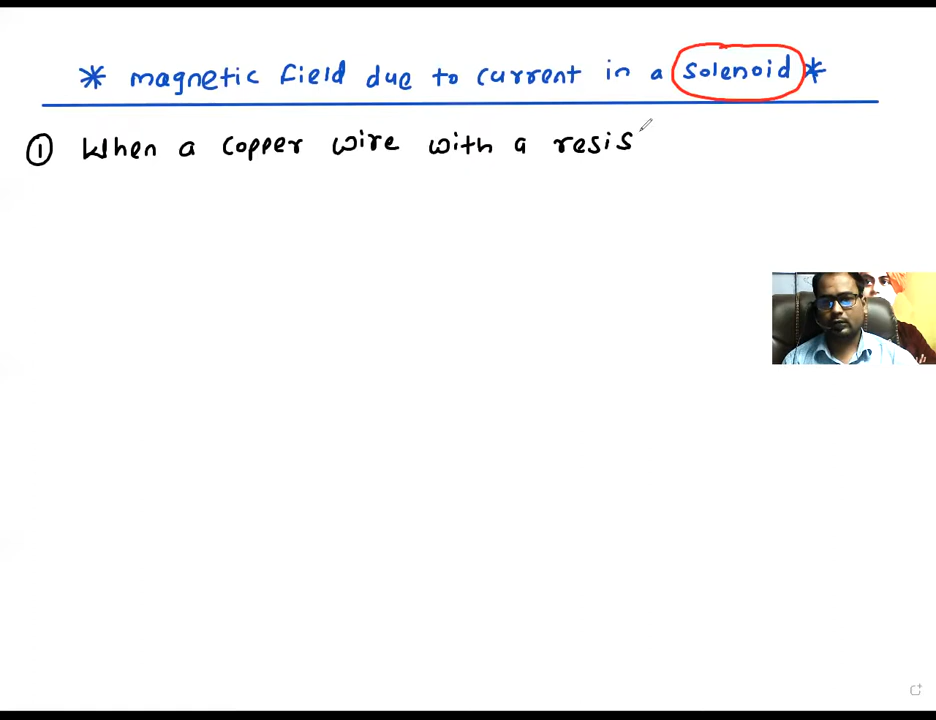 * magnetic field due to current in a solenoid *
① When a copper wire with a resis